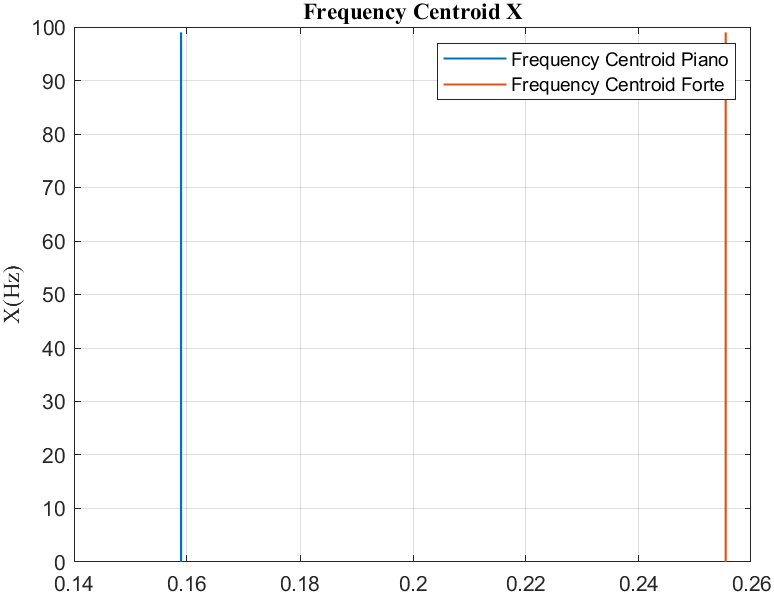 Frequency Centroid X
Frequency Centroid Piano
Frequency Centroid Forte
X(Hz)
100
90
80
70
60
50
40
30
20
10
0
0.14 0.16 0.18 0.2 0.22 0.24 0.26